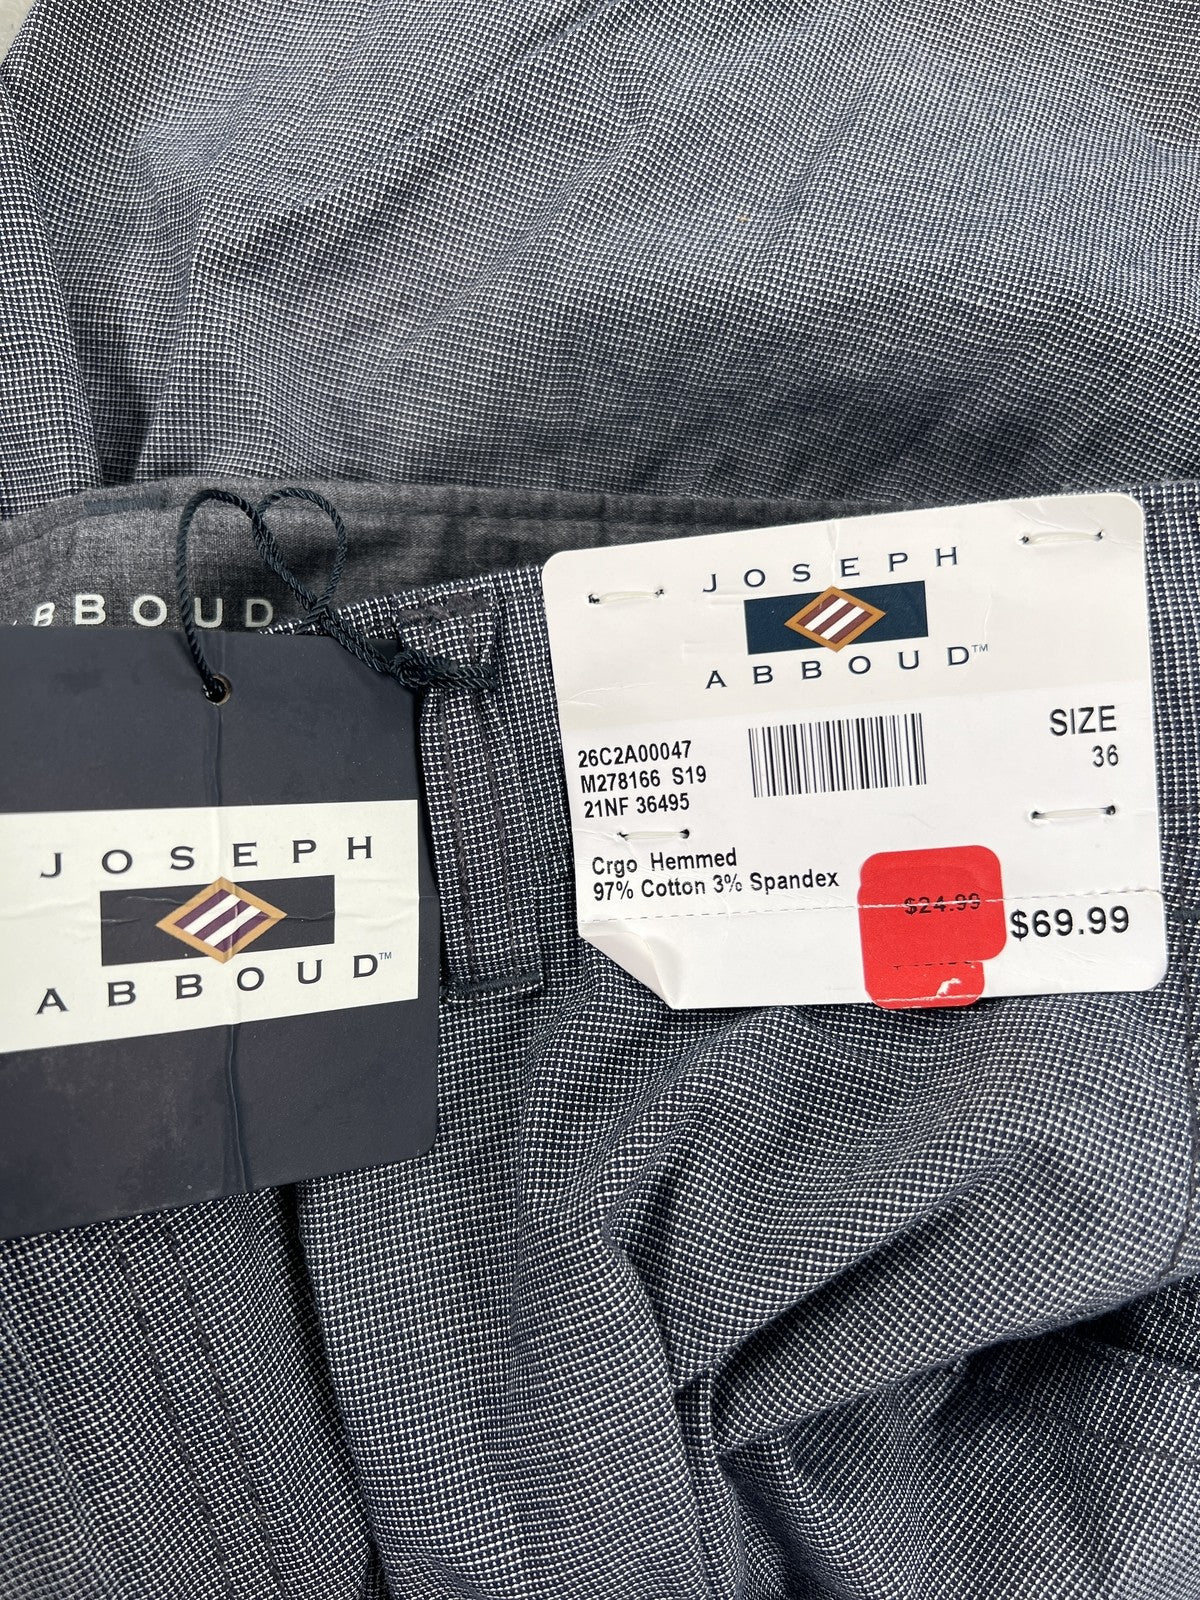 BBOUD
JOSEPH
ABBOUD™
JOSEPH
ABBOUD™
26C2A00047
M278166 S19
21NF 36495
SIZE
36
Crgo Hemmed
97% Cotton 3% Spandex
$24.99
$69.99